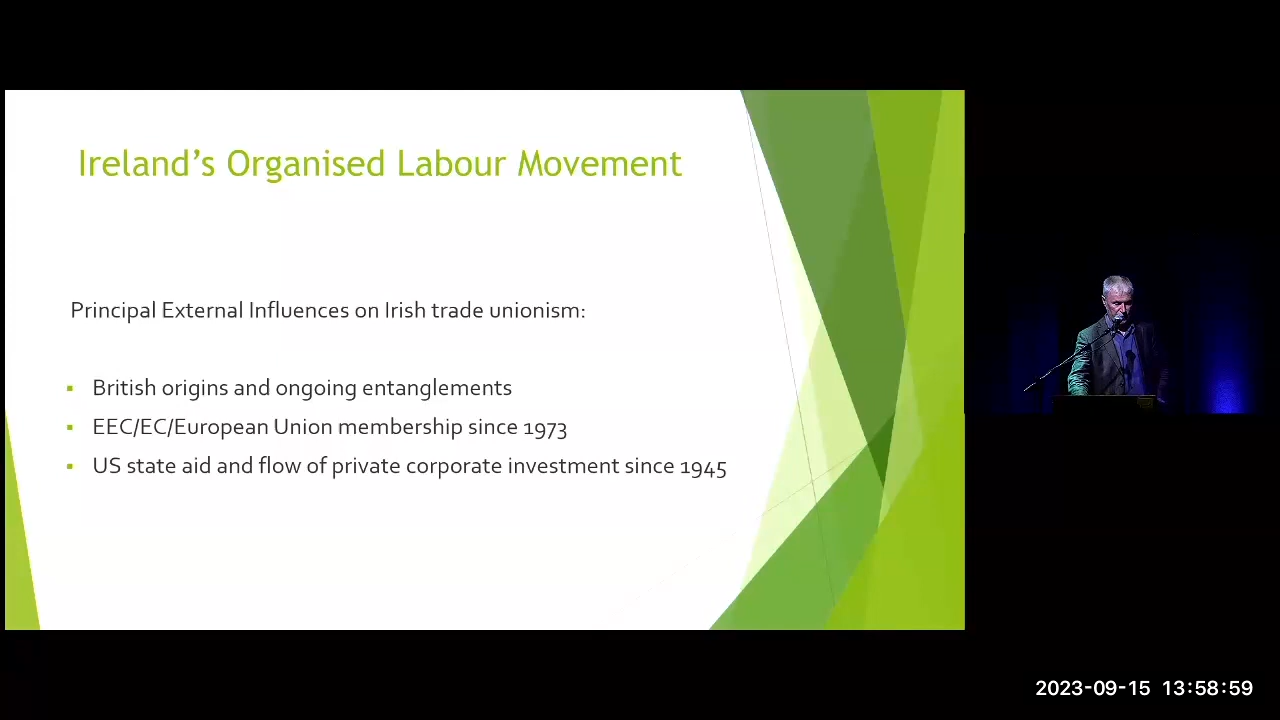 Ireland’s Organised Labour Movement
Principal External Influences on Irish trade unionism:
▪ British origins and ongoing entanglements
▪ EEC/EC/European Union membership since 1973
▪ US state aid and flow of private corporate investment since 1945
2023-09-15 13:58:59